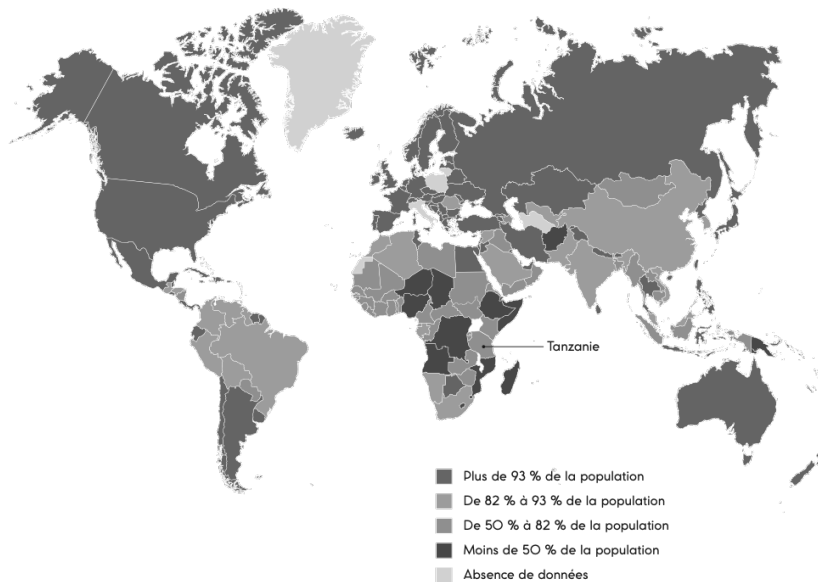 Tanzanie
Plus de 93 % de la population
De 82 % à 93 % de la population
De 50 % à 82 % de la population
Moins de 50 % de la population
Absence de données